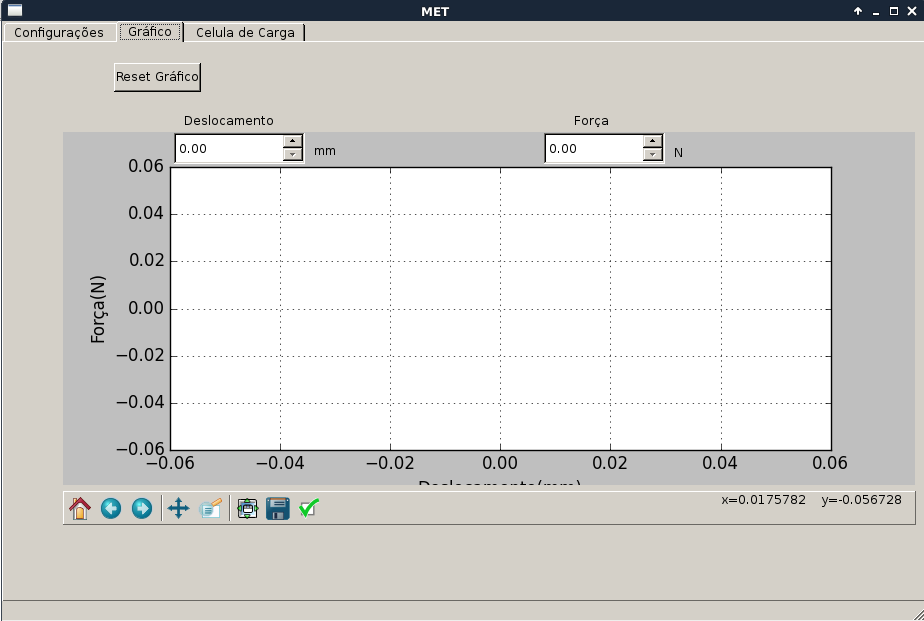 MET
Configurações Gráfico Celula de Carga
Reset Gráfico
Deslocamento Força
0.00 mm 0.00 N
0.06
0.04
0.02
0.00
−0.02
−0.04
−0.06
Força(N)
−0.06 −0.04 −0.02 0.00 0.02 0.04 0.06
Deslocamento(mm)
x=0.0175782 y=-0.056728